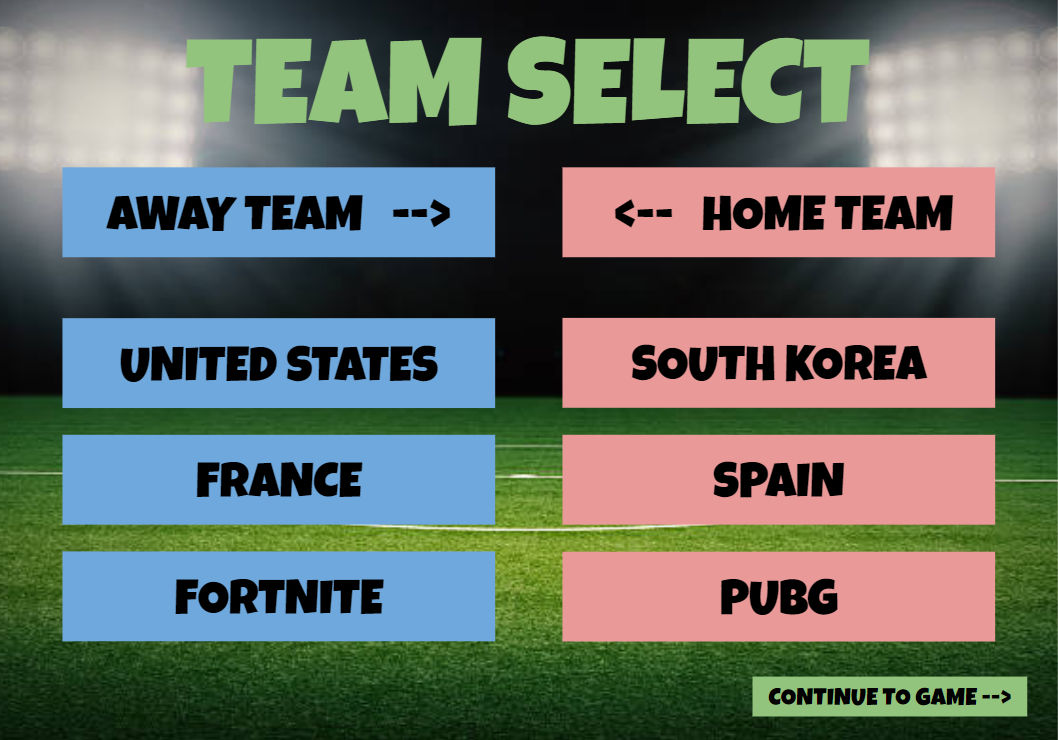 TEAM SELECT
AWAY TEAM -->
<-- HOME TEAM
UNITED STATES
SOUTH KOREA
FRANCE
SPAIN
FORTNITE
PUBG
CONTINUE TO GAME -->